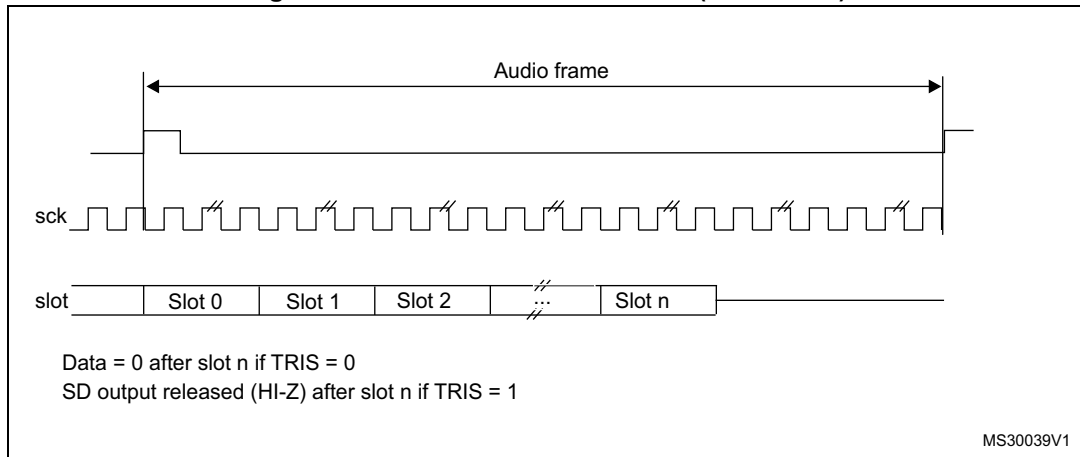 Audio frame
sck
slot Slot 0 Slot 1 Slot 2 ... Slot n
Data = 0 after slot n if TRIS = 0
SD output released (HI-Z) after slot n if TRIS = 1
MS30039V1